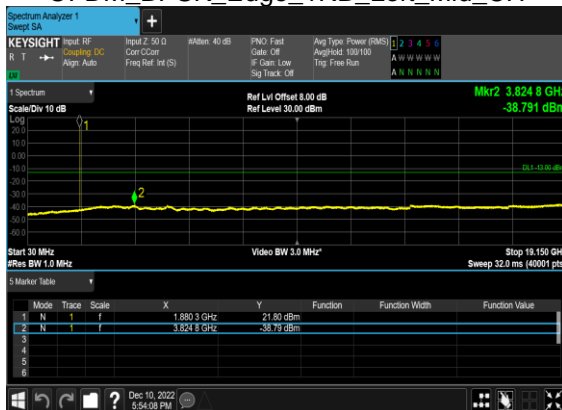 Spectrum Analyzer 1
Swept SA
+
KEYSIGHT Input: RF Input Z: 50 Ω #Atten: 40 dB PNO: Fast Avg Type: Power (RMS) 1 2 3 4 5 6
R T Coupling: DC Corr CCorr Gate: Off Avg|Hold: 100/100 A W W W W W
Align: Auto Freq Ref: Int (S) IF Gain: Low Trig: Free Run
Sig Track: Off A N N N N N
1 Spectrum Ref Lvl Offset 8.00 dB Mkr2 3.824 8 GHz
Scale/Div 10 dB Ref Level 30.00 dBm -38.791 dBm
Log
20.0 1
10.0
0.00
-10.0 DL1 -13.00 dBm
-20.0
-30.0 2
-40.0
-50.0
-60.0
Start 30 MHz Video BW 3.0 MHz* Stop 19.150 GH
#Res BW 1.0 MHz Sweep 32.0 ms (40001 pts
5 Marker Table
Mode Trace Scale X Y Function Function Width Function Value
1 N 1 f 1.880 3 GHz 21.80 dBm
2 N 1 f 3.824 8 GHz -38.79 dBm
3
4
5
6
? Dec 10, 2022
5:54:08 PM